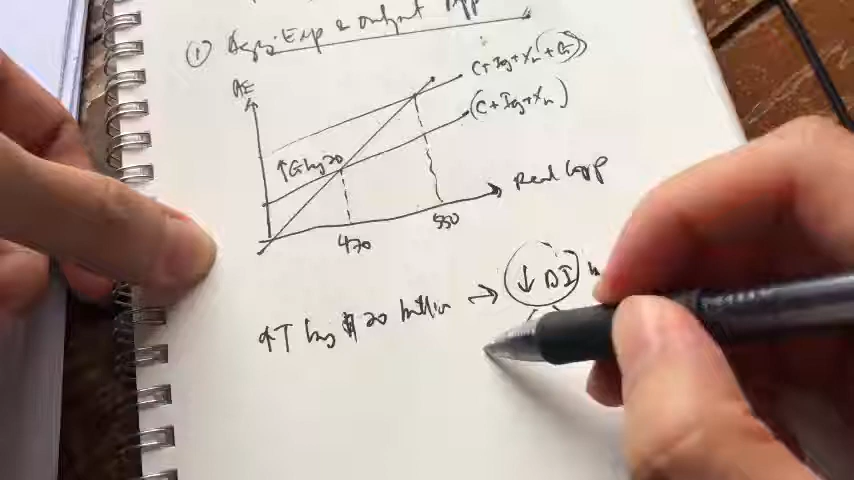 ① Aggr. Exp & output App
AE
C+Ig+Xn+G
(C+Ig+Xn)
↑G by 20
Real GDP
470
550
↑T by $20 billion → ↓ DI